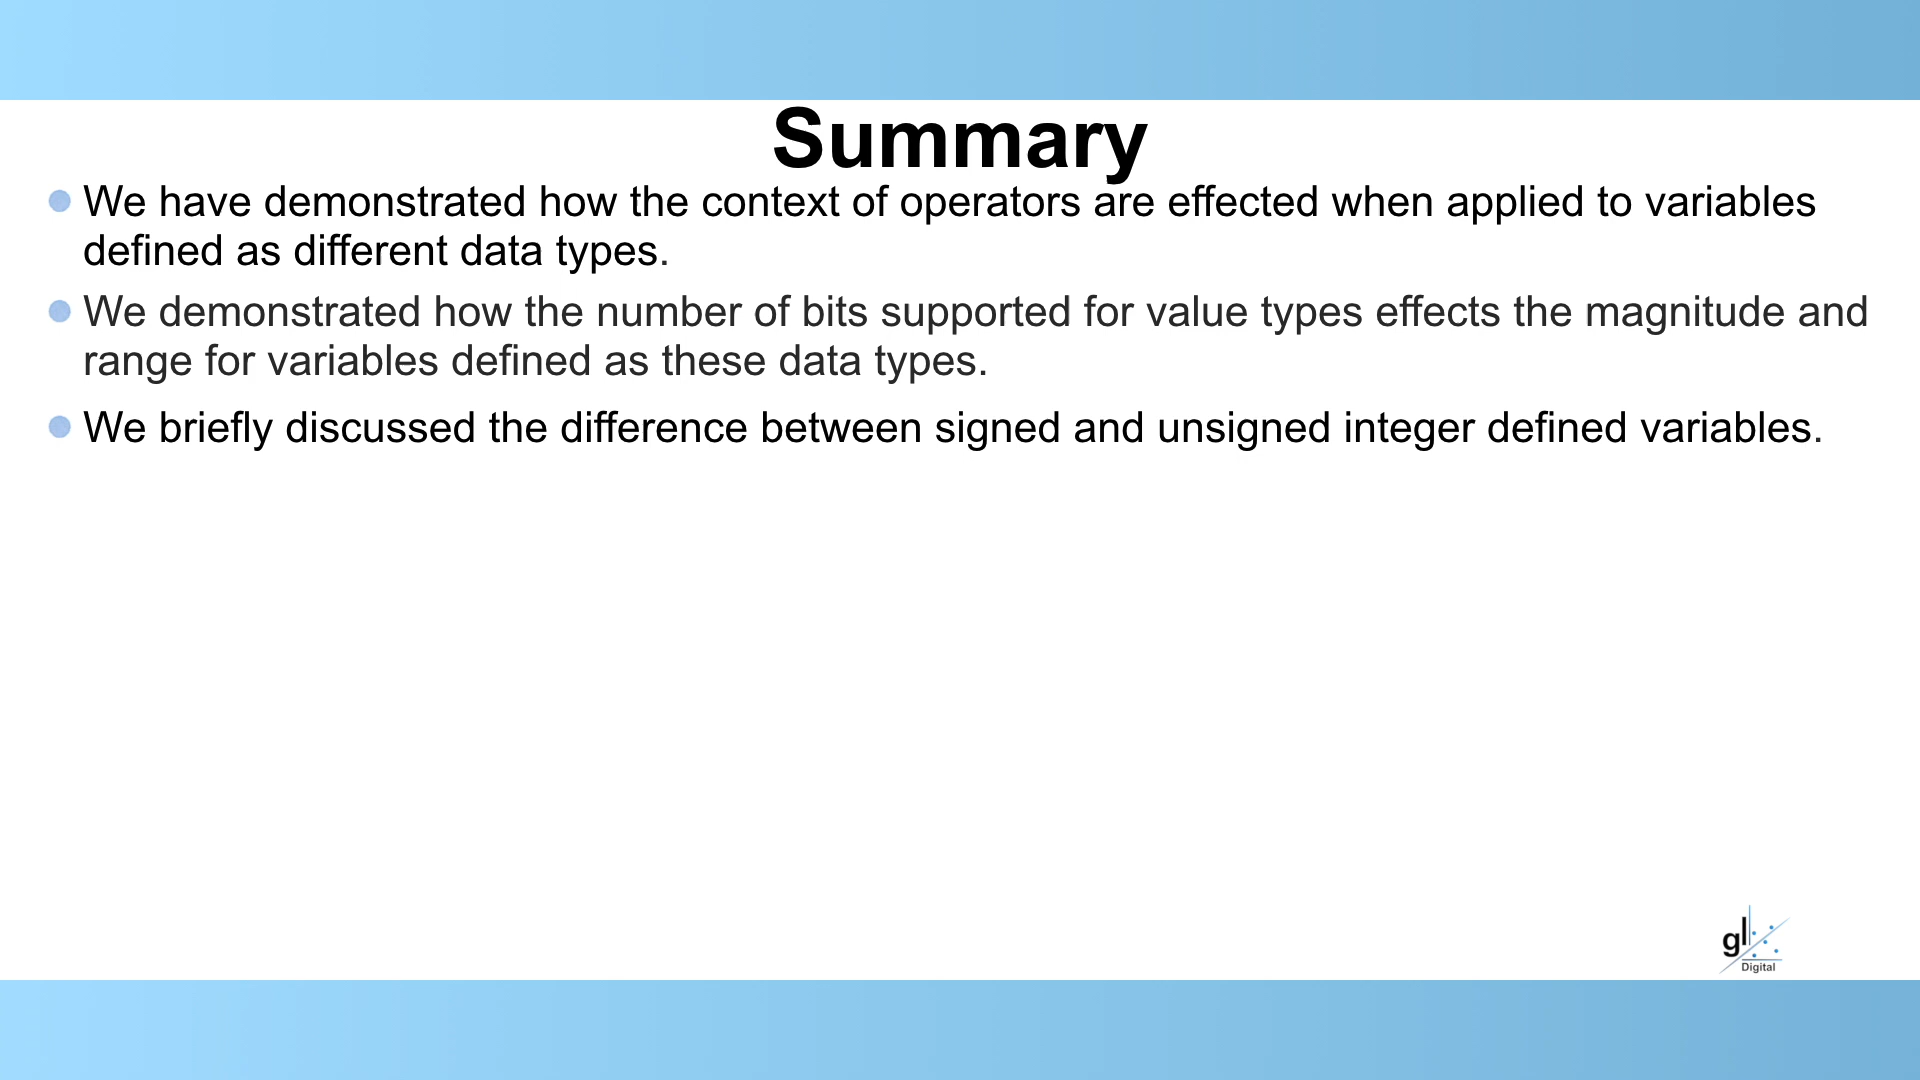 Summary
We have demonstrated how the context of operators are effected when applied to variables
defined as different data types.
We demonstrated how the number of bits supported for value types effects the magnitude and
range for variables defined as these data types.
We briefly discussed the difference between signed and unsigned integer defined variables.
gl
Digital